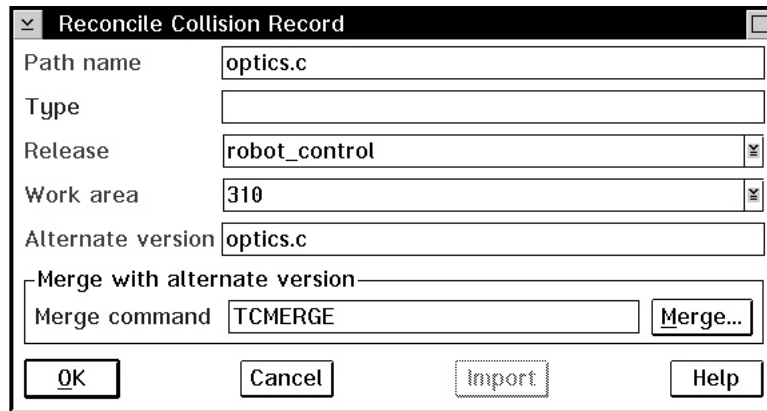 Reconcile Collision Record
Path name optics.c
Type
Release robot_control
Work area 310
Alternate version optics.c
Merge with alternate version
Merge command TCMERGE Merge...
OK Cancel Import Help